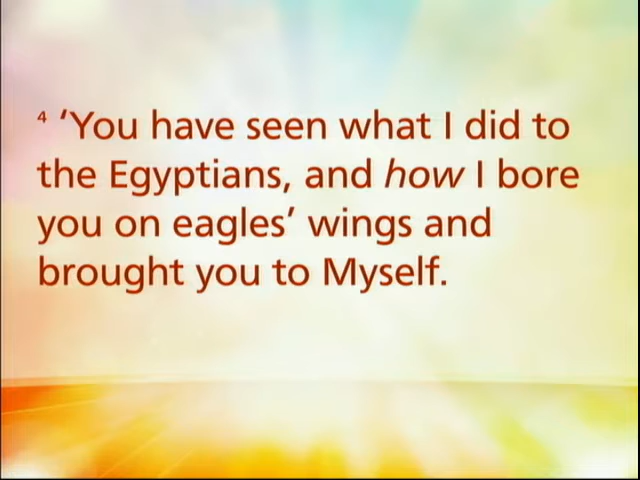 ⁴ ‘You have seen what I did to
the Egyptians, and how I bore
you on eagles’ wings and
brought you to Myself.